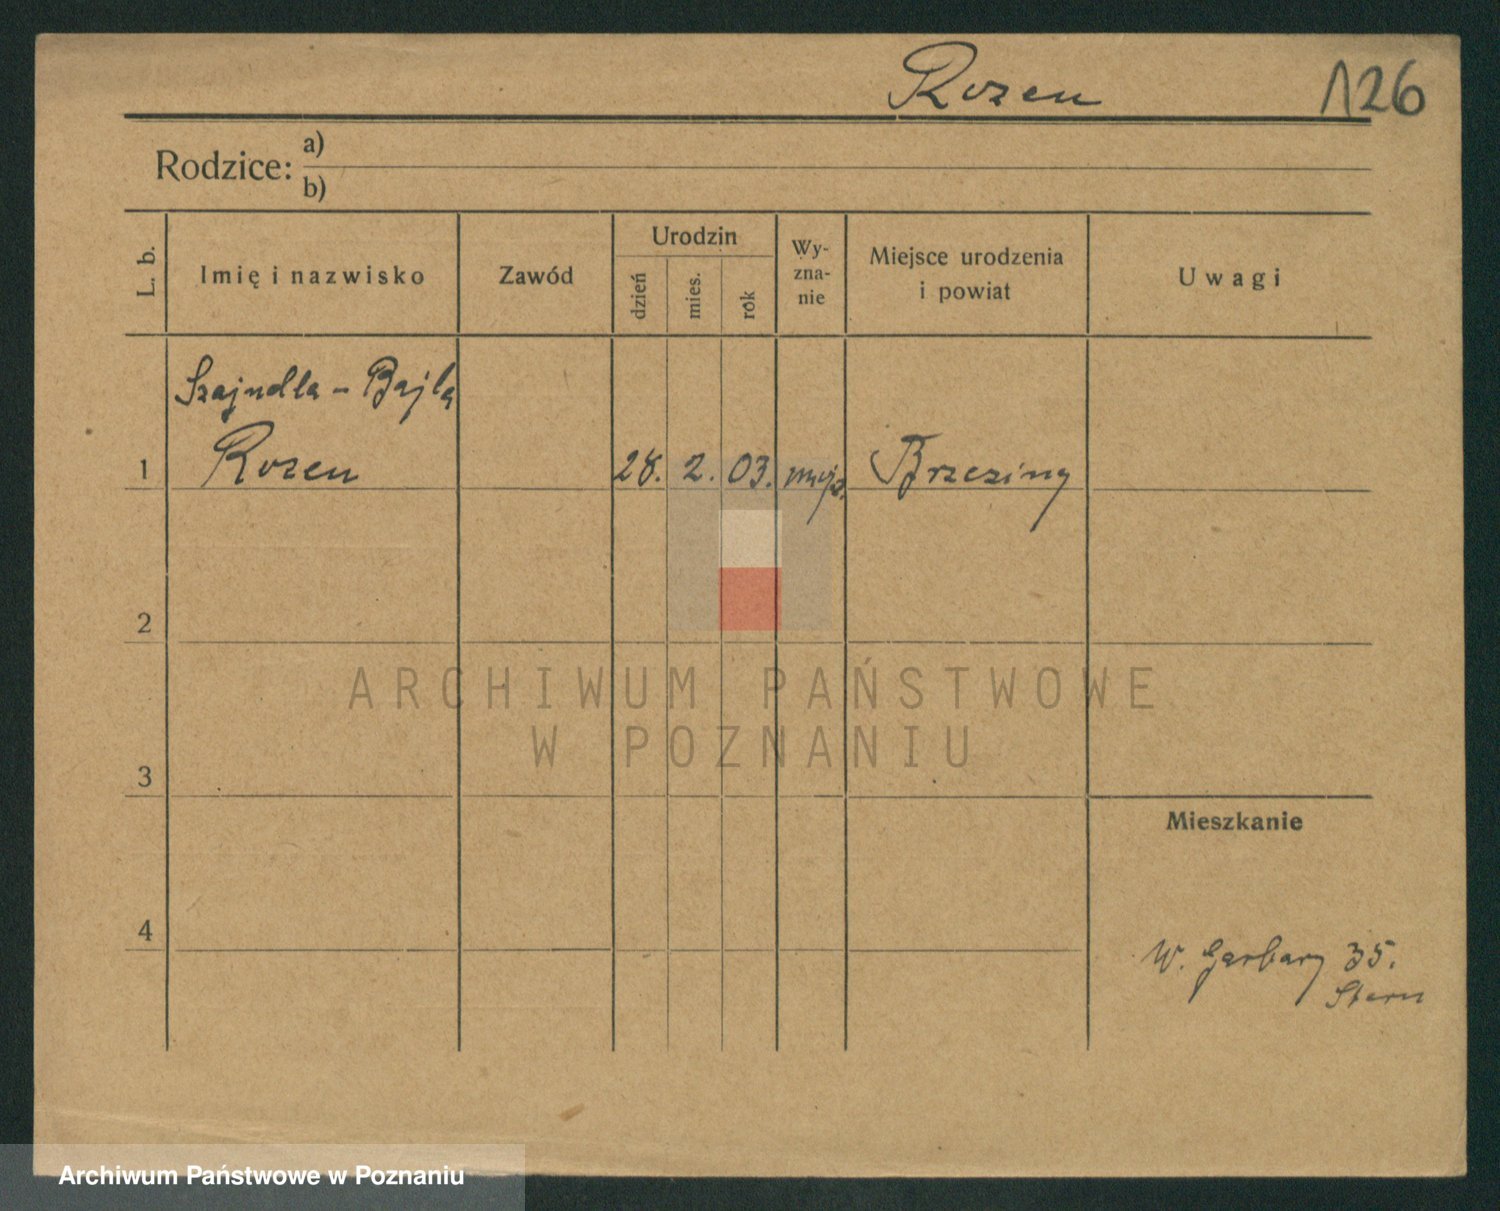 Rozen 126
Rodzice: a)
b)
L. b.
Imię i nazwisko
Zawód
Urodzin
dzień
mies.
rok
Wy-
zna-
nie
Miejsce urodzenia
i powiat
Uwagi
Szajndla - Bajla
1 Rozen 28. 2. 03. mojż. Brzeziny
2
3
4
Mieszkanie
W. Garbary 35.
Stern
ARCHIWUM PAŃSTWOWE
W POZNANIU
Archiwum Państwowe w Poznaniu